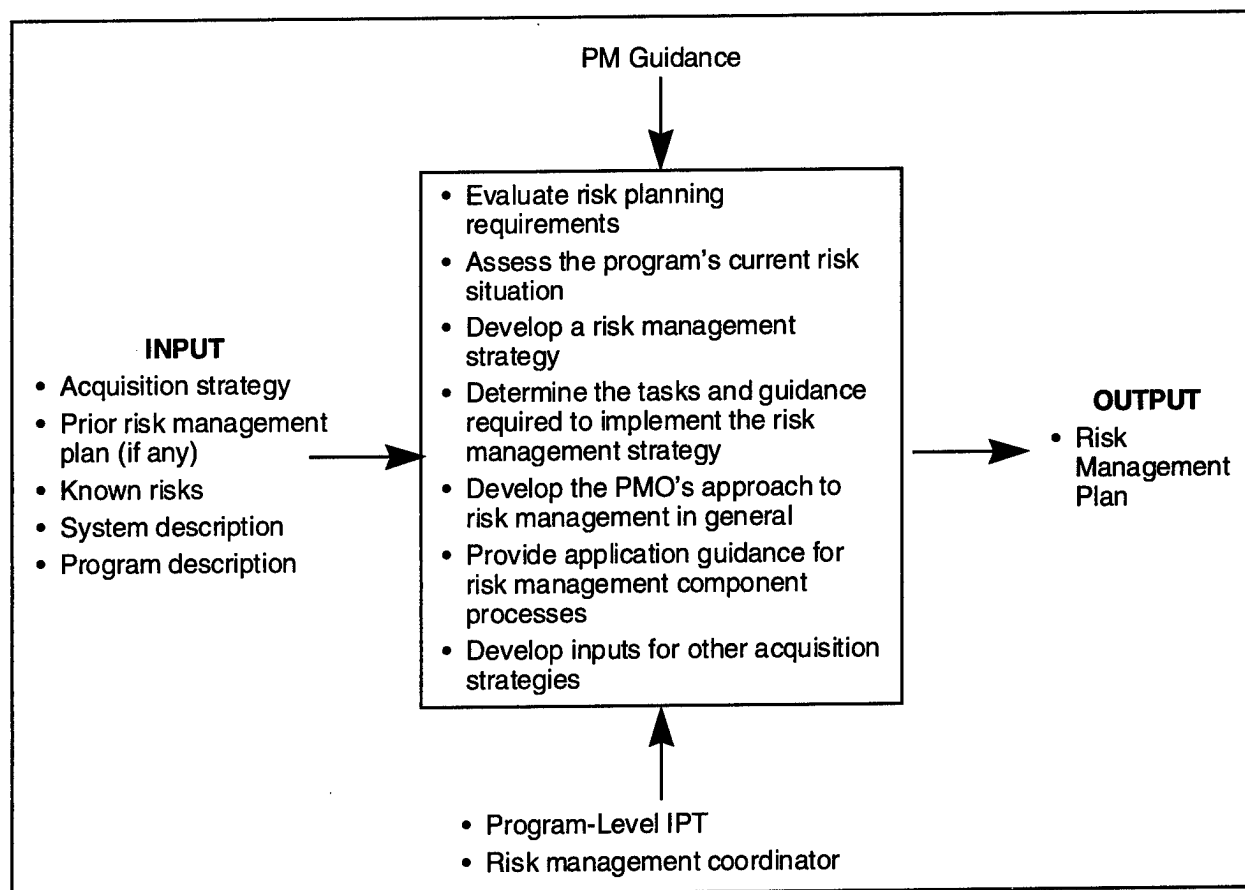 PM Guidance
• Evaluate risk planning
requirements
• Assess the program's current risk
situation
• Develop a risk management
strategy
• Determine the tasks and guidance
required to implement the risk
management strategy
• Develop the PMO's approach to
risk management in general
• Provide application guidance for
risk management component
processes
• Develop inputs for other acquisition
strategies
INPUT
• Acquisition strategy
• Prior risk management
plan (if any)
• Known risks
• System description
• Program description
OUTPUT
• Risk
Management
Plan
• Program-Level IPT
• Risk management coordinator